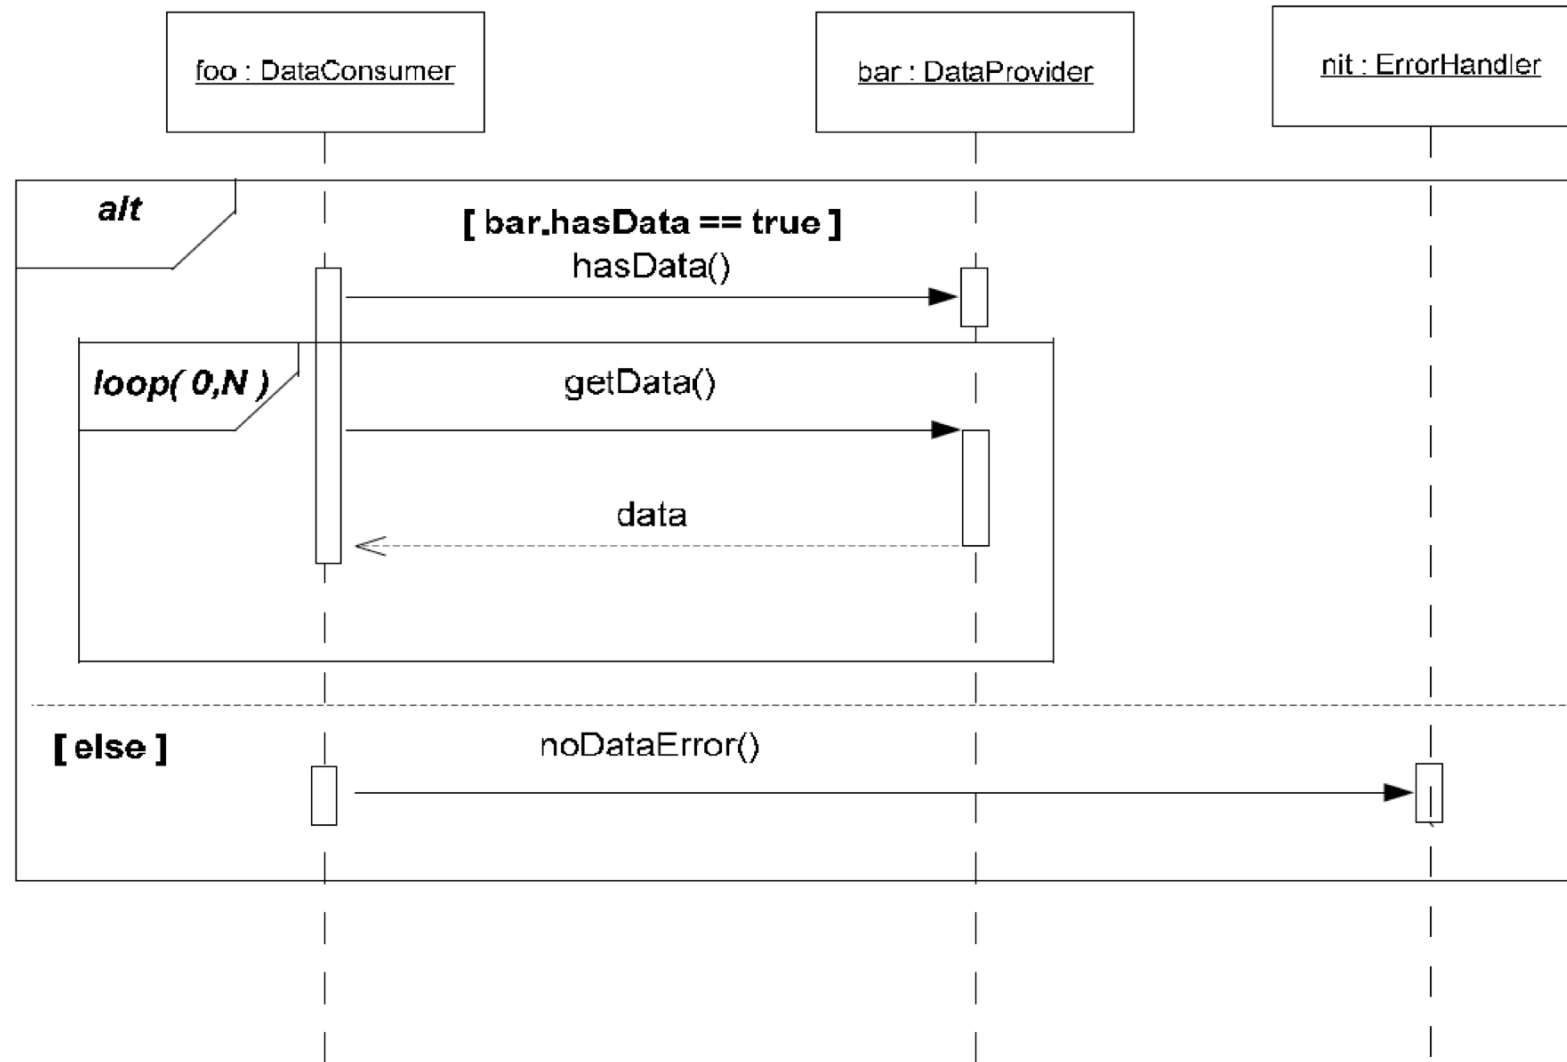 foo : DataConsumer
bar : DataProvider
nit : ErrorHandler
alt
[ bar.hasData == true ]
hasData()
loop( 0,N )
getData()
data
[ else ]
noDataError()